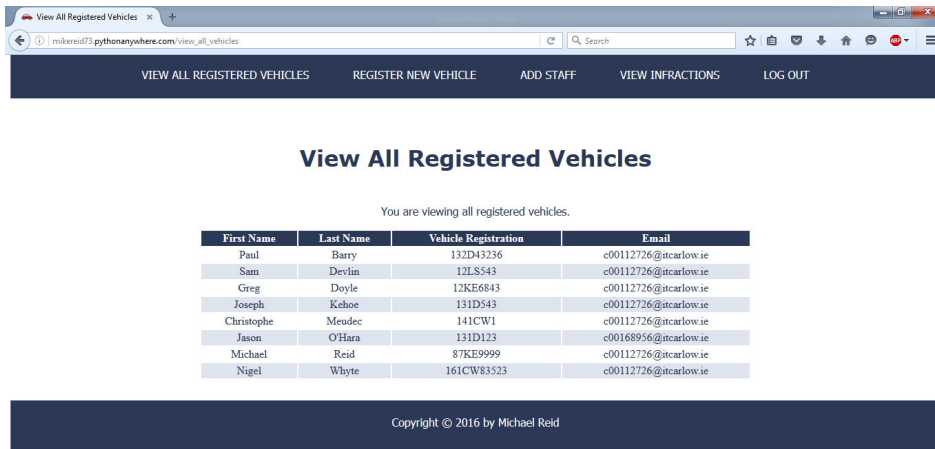 View All Registered Vehicles
mikereid73.pythonanywhere.com/view_all_vehicles
Search
ABP
VIEW ALL REGISTERED VEHICLES REGISTER NEW VEHICLE ADD STAFF VIEW INFRACTIONS LOG OUT
View All Registered Vehicles
You are viewing all registered vehicles.
First Name Last Name Vehicle Registration Email
Paul Barry 132D43236 c00112726@itcarlow.ie
Sam Devlin 12LS543 c00112726@itcarlow.ie
Greg Doyle 12KE6843 c00112726@itcarlow.ie
Joseph Kehoe 131D543 c00112726@itcarlow.ie
Christophe Meudec 141CW1 c00112726@itcarlow.ie
Jason O'Hara 131D123 c00168956@itcarlow.ie
Michael Reid 87KE9999 c00112726@itcarlow.ie
Nigel Whyte 161CW83523 c00112726@itcarlow.ie
Copyright © 2016 by Michael Reid